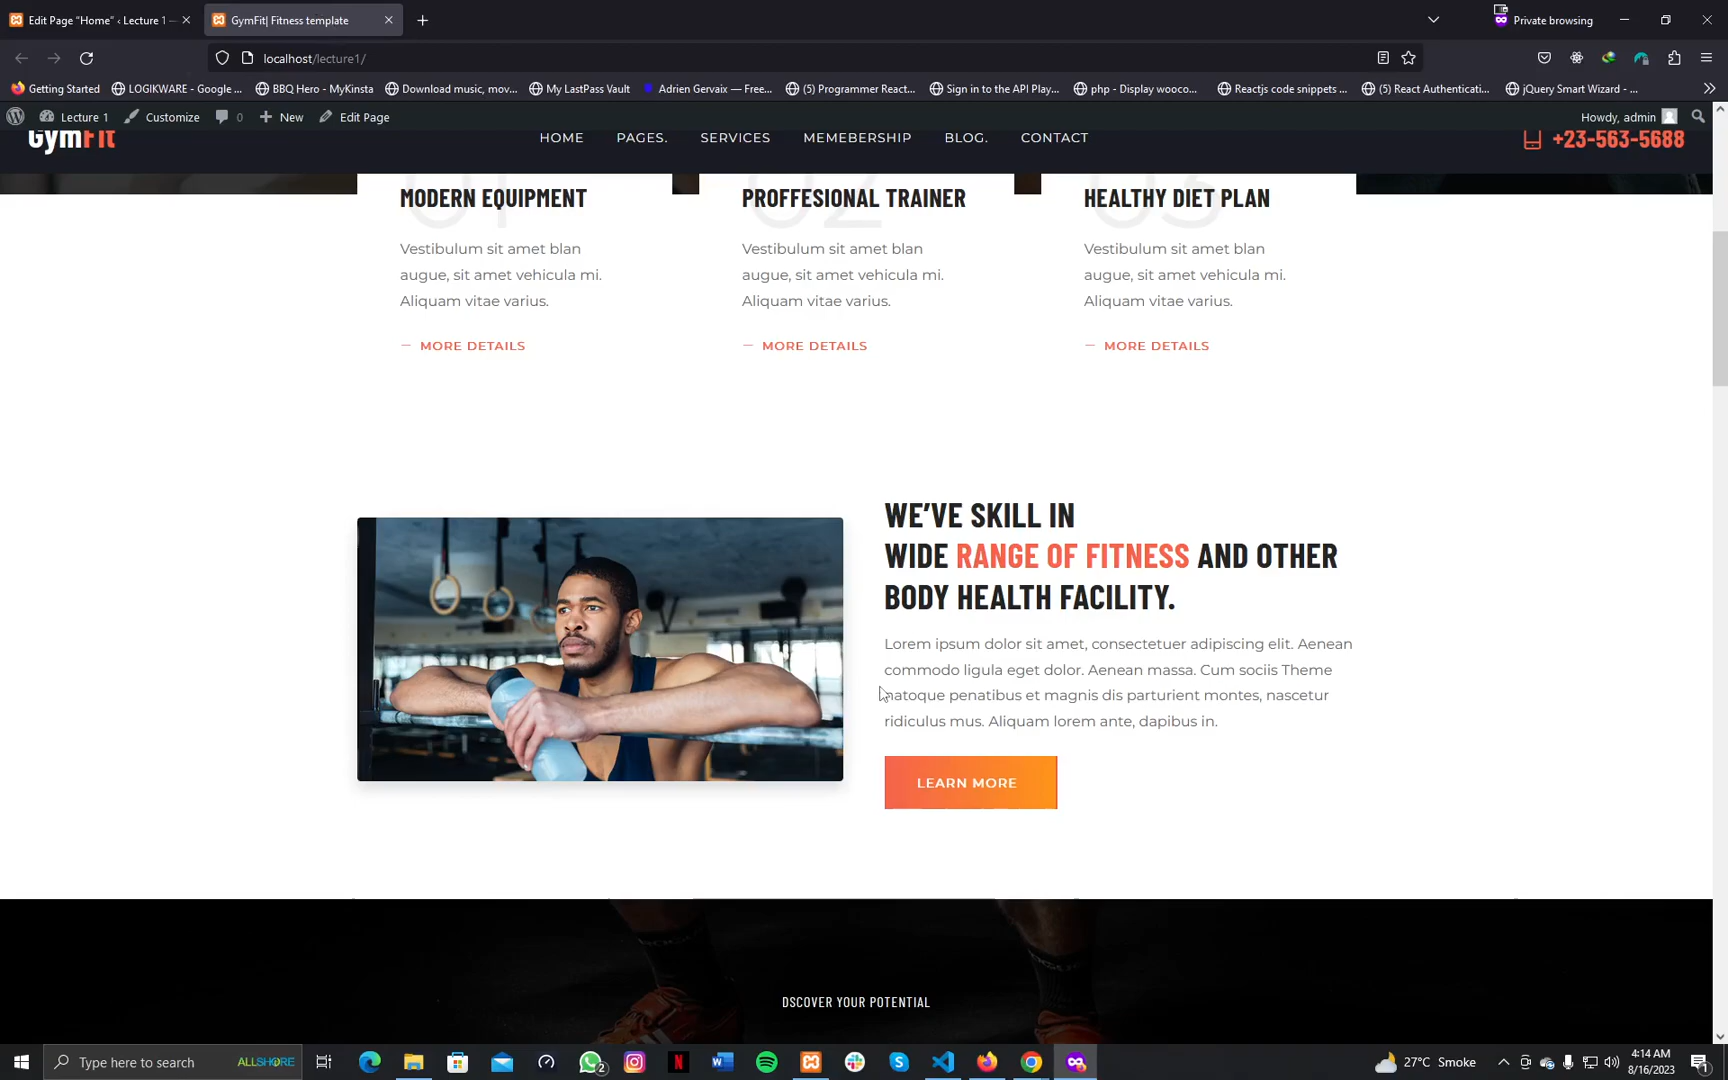 Edit Page “Home” ‹ Lecture 1 —
GymFit| Fitness template
Private browsing
localhost/lecture1/
Getting Started
LOGIKWARE - Google ...
BBQ Hero - MyKinsta
Download music, mov...
My LastPass Vault
Adrien Gervaix — Free...
(5) Programmer React...
Sign in to the API Play...
php - Display wooco...
Reactjs code snippets ...
(5) React Authenticati...
jQuery Smart Wizard - ...
Lecture 1
Customize
0
New
Edit Page
Howdy, admin
GymFit
HOME
PAGES.
SERVICES
MEMEBERSHIP
BLOG.
CONTACT
+23-563-5688
01
MODERN EQUIPMENT
Vestibulum sit amet blan
augue, sit amet vehicula mi.
Aliquam vitae varius.
MORE DETAILS
02
PROFFESIONAL TRAINER
Vestibulum sit amet blan
augue, sit amet vehicula mi.
Aliquam vitae varius.
MORE DETAILS
03
HEALTHY DIET PLAN
Vestibulum sit amet blan
augue, sit amet vehicula mi.
Aliquam vitae varius.
MORE DETAILS
WE’VE SKILL IN
WIDE RANGE OF FITNESS AND OTHER
BODY HEALTH FACILITY.
Lorem ipsum dolor sit amet, consectetuer adipiscing elit. Aenean
commodo ligula eget dolor. Aenean massa. Cum sociis Theme
natoque penatibus et magnis dis parturient montes, nascetur
ridiculus mus. Aliquam lorem ante, dapibus in.
LEARN MORE
DSCOVER YOUR POTENTIAL
Type here to search
ALLSHORE
2
27°C Smoke
4:14 AM
8/16/2023
1